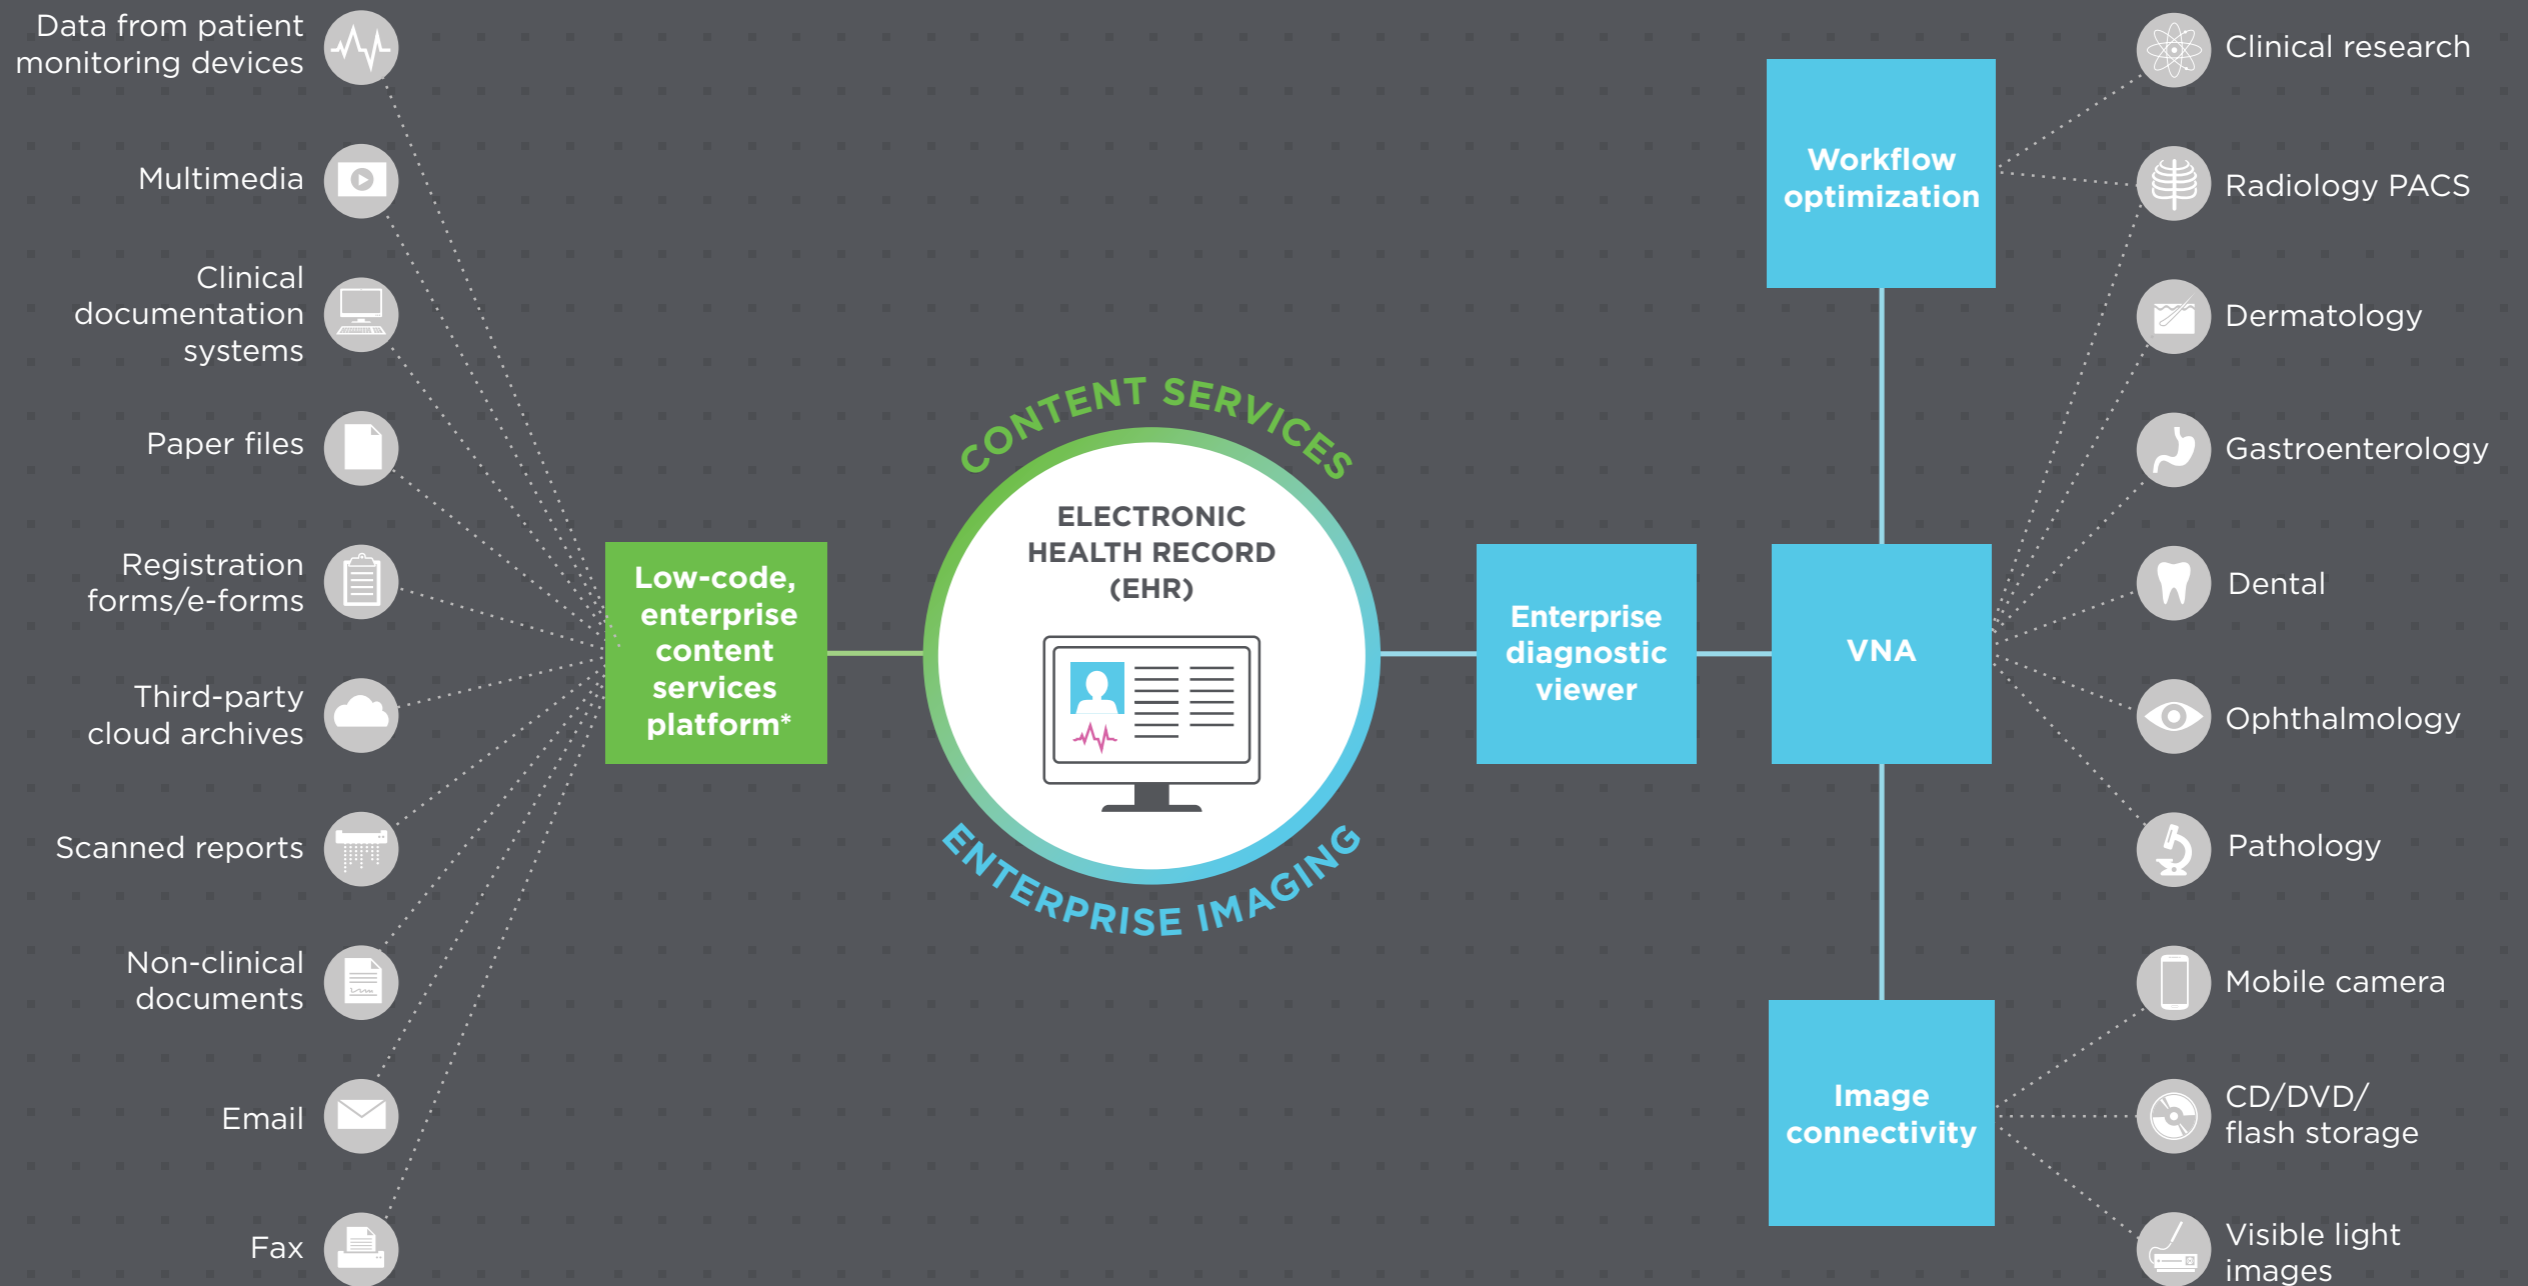 Data from patient
monitoring devices
Multimedia
Clinical
documentation
systems
Paper files
Registration
forms/e-forms
Third-party
cloud archives
Scanned reports
Non-clinical
documents
Email
Fax
Low-code,
enterprise
content
services
platform*
CONTENT SERVICES
ELECTRONIC
HEALTH RECORD
(EHR)
ENTERPRISE IMAGING
Enterprise
diagnostic
viewer
Workflow
optimization
VNA
Image
connectivity
Clinical research
Radiology PACS
Dermatology
Gastroenterology
Dental
Ophthalmology
Pathology
Mobile camera
CD/DVD/
flash storage
Visible light
images